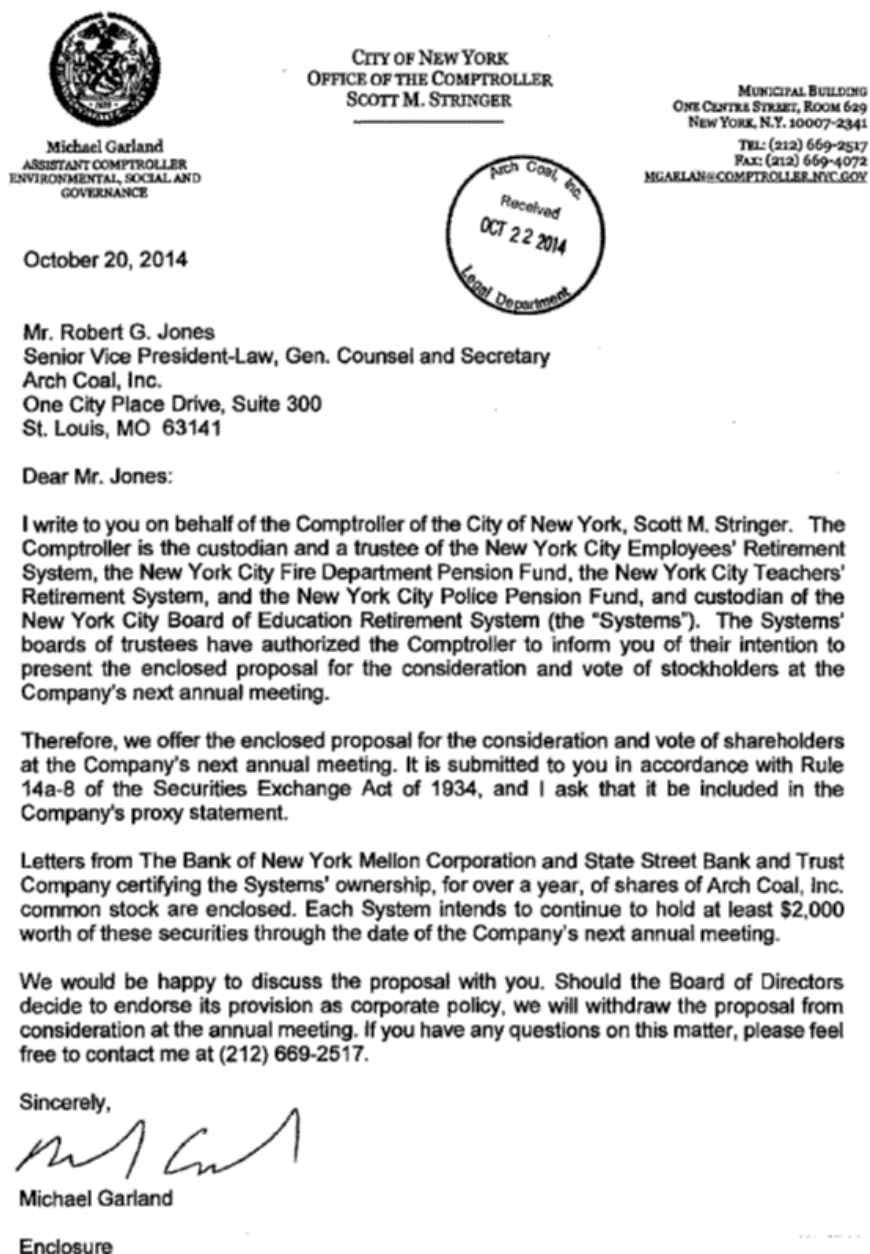 CITY OF NEW YORK
OFFICE OF THE COMPTROLLER
SCOTT M. STRINGER
MUNICIPAL BUILDING
ONE CENTRE STREET, ROOM 629
NEW YORK, N.Y. 10007-2341
TEL: (212) 669-2517
FAX: (212) 669-4072
MGARLAN@COMPTROLLER.NYC.GOV
Michael Garland
ASSISTANT COMPTROLLER
ENVIRONMENTAL, SOCIAL AND
GOVERNANCE
Arch Coal, Inc.
Received
OCT 22 2014
Legal Department
October 20, 2014
Mr. Robert G. Jones
Senior Vice President-Law, Gen. Counsel and Secretary
Arch Coal, Inc.
One City Place Drive, Suite 300
St. Louis, MO 63141
Dear Mr. Jones:
I write to you on behalf of the Comptroller of the City of New York, Scott M. Stringer. The
Comptroller is the custodian and a trustee of the New York City Employees' Retirement
System, the New York City Fire Department Pension Fund, the New York City Teachers'
Retirement System, and the New York City Police Pension Fund, and custodian of the
New York City Board of Education Retirement System (the "Systems"). The Systems'
boards of trustees have authorized the Comptroller to inform you of their intention to
present the enclosed proposal for the consideration and vote of stockholders at the
Company's next annual meeting.
Therefore, we offer the enclosed proposal for the consideration and vote of shareholders
at the Company's next annual meeting. It is submitted to you in accordance with Rule
14a-8 of the Securities Exchange Act of 1934, and I ask that it be included in the
Company's proxy statement.
Letters from The Bank of New York Mellon Corporation and State Street Bank and Trust
Company certifying the Systems' ownership, for over a year, of shares of Arch Coal, Inc.
common stock are enclosed. Each System intends to continue to hold at least $2,000
worth of these securities through the date of the Company's next annual meeting.
We would be happy to discuss the proposal with you. Should the Board of Directors
decide to endorse its provision as corporate policy, we will withdraw the proposal from
consideration at the annual meeting. If you have any questions on this matter, please feel
free to contact me at (212) 669-2517.
Sincerely,
Michael Garland
Enclosure